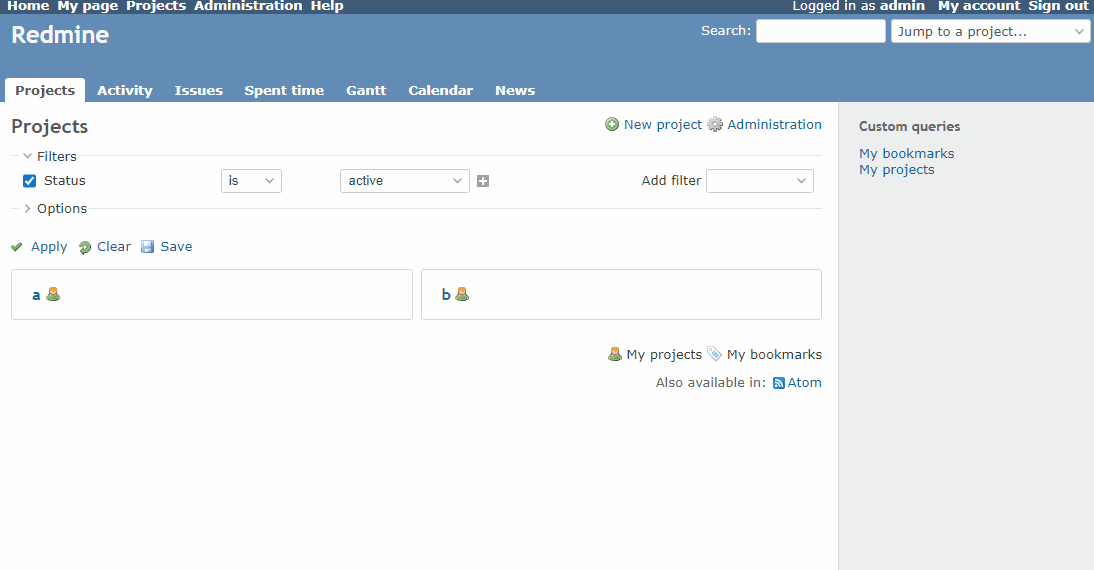 Home My page Projects Administration Help Logged in as admin My account Sign out
Redmine Search: Jump to a project...
Projects Activity Issues Spent time Gantt Calendar News
Projects New project Administration
Filters
Status is active Add filter
Options
Apply Clear Save
a b
My projects My bookmarks
Also available in: Atom
Custom queries
My bookmarks
My projects